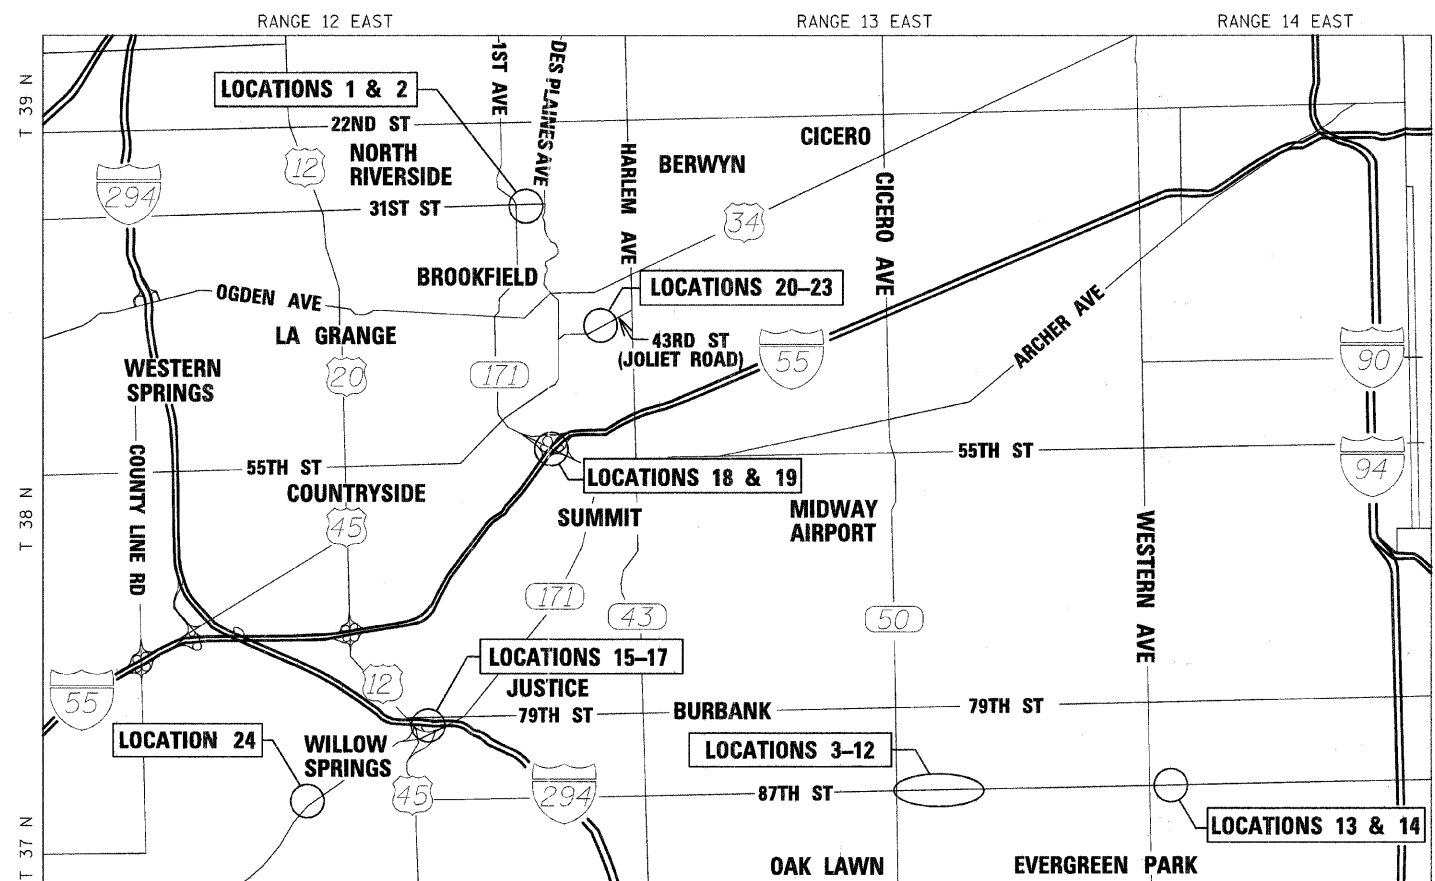 RANGE 12 EAST
RANGE 13 EAST
RANGE 14 EAST
T 39 N
1ST AVE
DES PLAINES AVE
LOCATIONS 1 & 2
22ND ST
CICERO
NORTH
RIVERSIDE
12
BERWYN
HARLEM AVE
CICERO AVE
294
31ST ST
34
BROOKFIELD
OGDEN AVE
LOCATIONS 20-23
LA GRANGE
43RD ST
(JOLIET ROAD)
ARCHER AVE
55
90
WESTERN
SPRINGS
20
171
COUNTY LINE RD
55TH ST
55TH ST
94
LOCATIONS 18 & 19
COUNTRYSIDE
T 38 N
45
SUMMIT
MIDWAY
AIRPORT
WESTERN AVE
171
43
50
LOCATIONS 15-17
12
JUSTICE
55
79TH ST
BURBANK
79TH ST
LOCATION 24
WILLOW
SPRINGS
LOCATIONS 3-12
45
294
87TH ST
LOCATIONS 13 & 14
T 37 N
OAK LAWN
EVERGREEN PARK